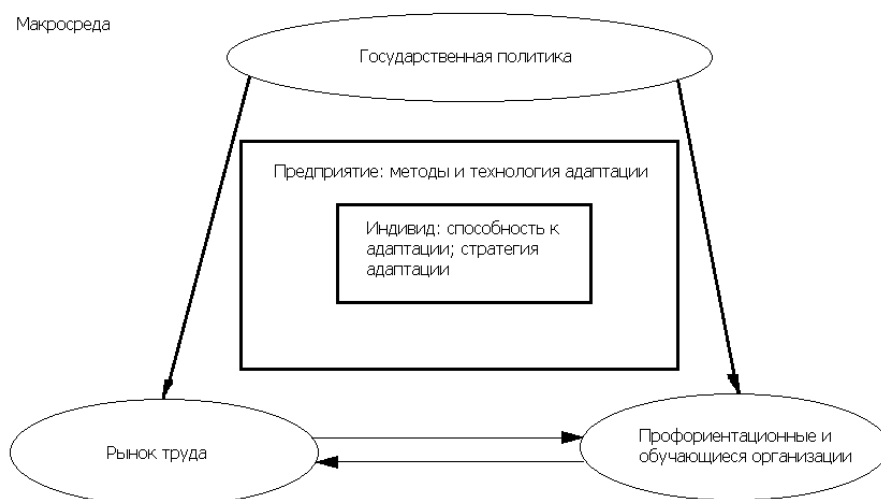 Макросреда
Государственная политика
Предприятие: методы и технология адаптации
Индивид: способность к
адаптации; стратегия
адаптации
Рынок труда
Профориентационные и
обучающиеся организации